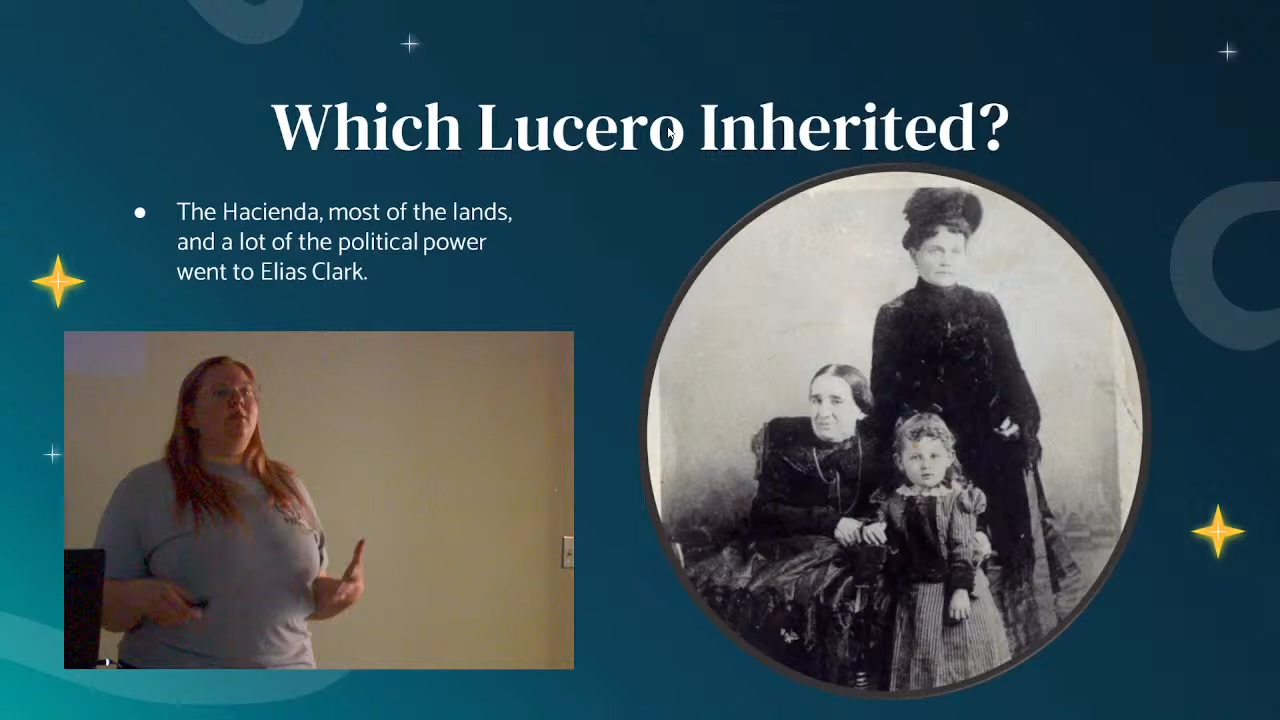 Which Lucero Inherited?
● The Hacienda, most of the lands,
and a lot of the political power
went to Elias Clark.